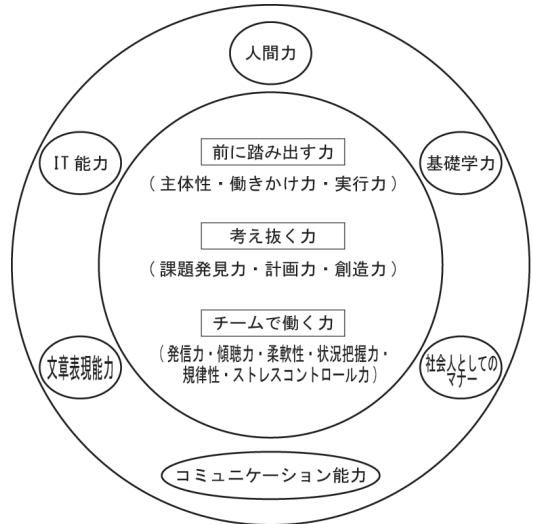 人間力
IT能力
基礎学力
前に踏み出す力
（主体性・働きかけ力・実行力）
考え抜く力
（課題発見力・計画力・創造力）
チームで働く力
（発信力・傾聴力・柔軟性・状況把握力・
規律性・ストレスコントロール力）
文章表現能力
社会人としての
マナー
コミュニケーション能力